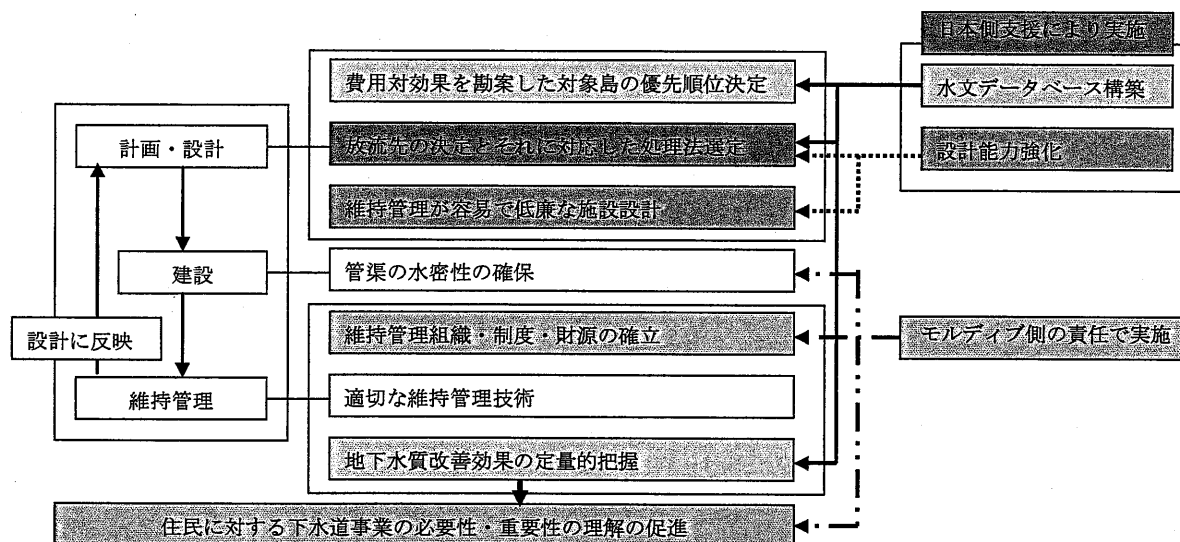 日本側支援により実施
費用対効果を勘案した対象島の優先順位決定
水文データベース構築
計画・設計
放流先の決定とそれに対応した処理法選定
設計能力強化
維持管理が容易で低廉な施設設計
建設
管渠の水密性の確保
設計に反映
維持管理組織・制度・財源の確立
モルディブ側の責任で実施
維持管理
適切な維持管理技術
地下水質改善効果の定量的把握
住民に対する下水道事業の必要性・重要性の理解の促進